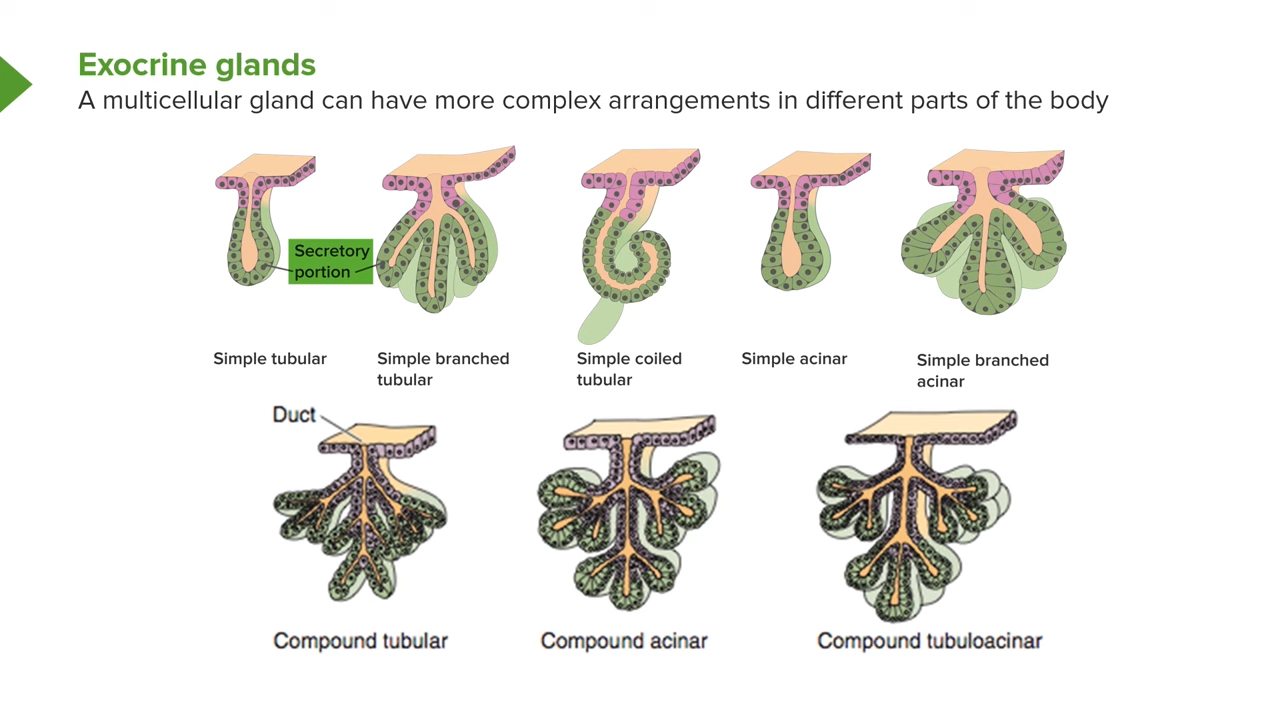 Exocrine glands
A multicellular gland can have more complex arrangements in different parts of the body
Secretory
portion
Simple tubular
Simple branched
tubular
Simple coiled
tubular
Simple acinar
Simple branched
acinar
Duct
Compound tubular
Compound acinar
Compound tubuloacinar